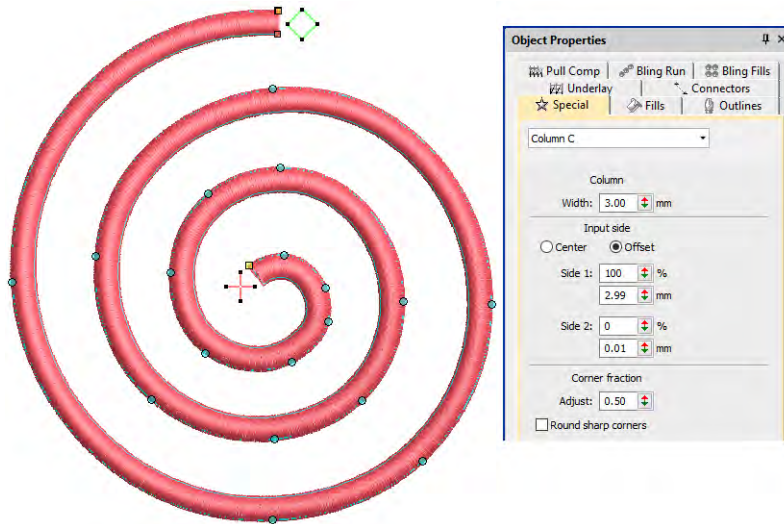 Object Properties
Pull Comp Bling Run Bling Fills
Underlay Connectors
Special Fills Outlines
Column C
Column
Width: 3.00 mm
Input side
Center Offset
Side 1: 100 %
2.99 mm
Side 2: 0 %
0.01 mm
Corner fraction
Adjust: 0.50
Round sharp corners